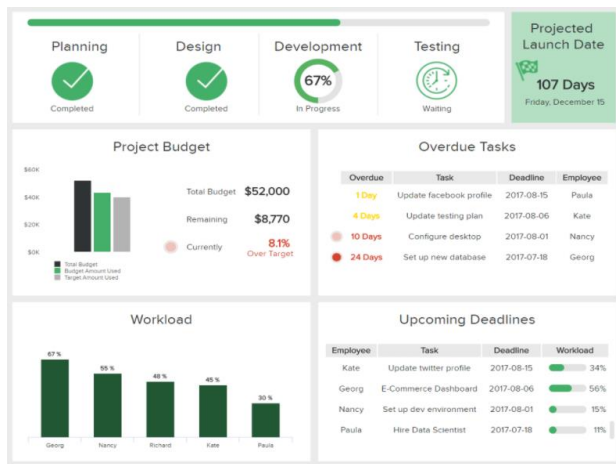 Planning
Completed
Design
Completed
Development
67%
In Progress
Testing
Waiting
Projected
Launch Date
107 Days
Friday, December 15
Project Budget
$60K
$40K
$20K
$0K
Total Budget
Budget Amount Used
Target Amount Used
Total Budget $52,000
Remaining $8,770
Currently 8.1%
Over Target
Overdue Tasks
Overdue Task Deadline Employee
1 Day Update facebook profile 2017-08-15 Paula
4 Days Update testing plan 2017-08-06 Kate
10 Days Configure desktop 2017-08-01 Nancy
24 Days Set up new database 2017-07-18 Georg
Workload
67 %
55 %
48 %
45 %
30 %
Georg Nancy Richard Kate Paula
Upcoming Deadlines
Employee Task Deadline Workload
Kate Update twitter profile 2017-08-15 34%
Georg E-Commerce Dashboard 2017-08-06 56%
Nancy Set up dev environment 2017-08-01 15%
Paula Hire Data Scientist 2017-07-18 11%